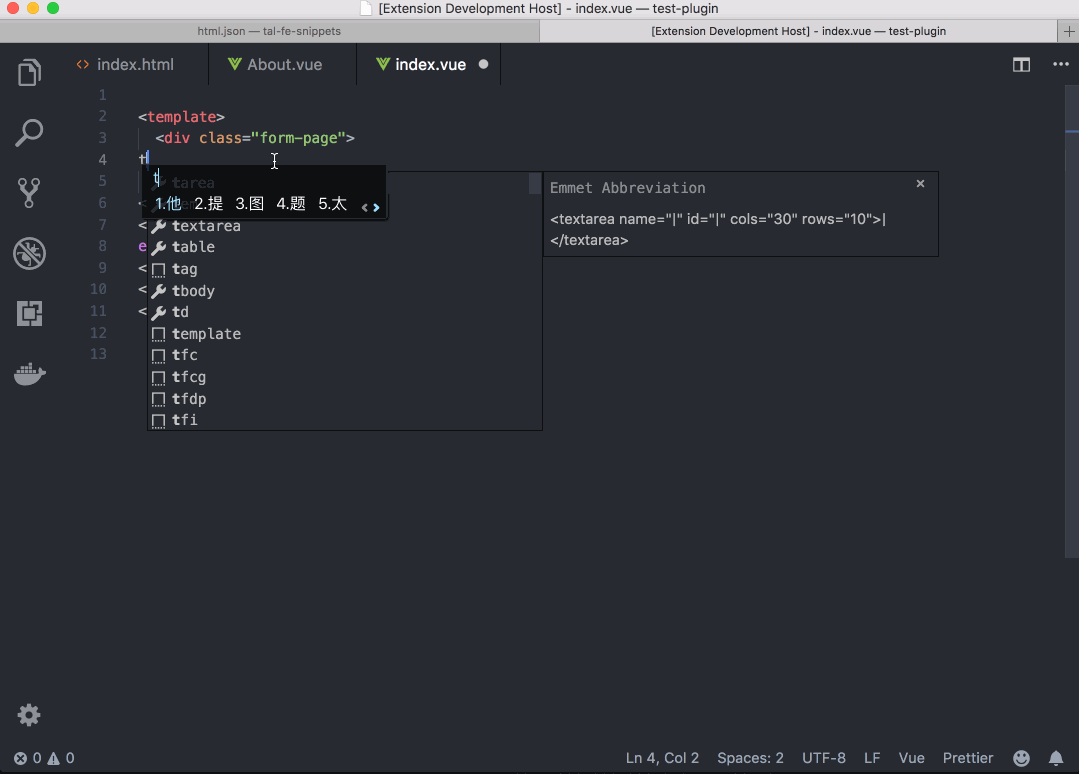 [Extension Development Host] - index.vue — test-plugin
html.json — tal-fe-snippets
[Extension Development Host] - index.vue — test-plugin
index.html
About.vue
index.vue
1
2 <template>
3 <div class="form-page">
4 t
5 tarea
t
1.他 2.提 3.图 4.题 5.太 < >
6
7 < textarea
8 e table
9 < tag
10 < tbody
11 < td
12 template
13 tfc
tfcg
tfdp
tfi
Emmet Abbreviation
<textarea name="|" id="|" cols="30" rows="10">|
</textarea>
0 0
Ln 4, Col 2 Spaces: 2 UTF-8 LF Vue Prettier